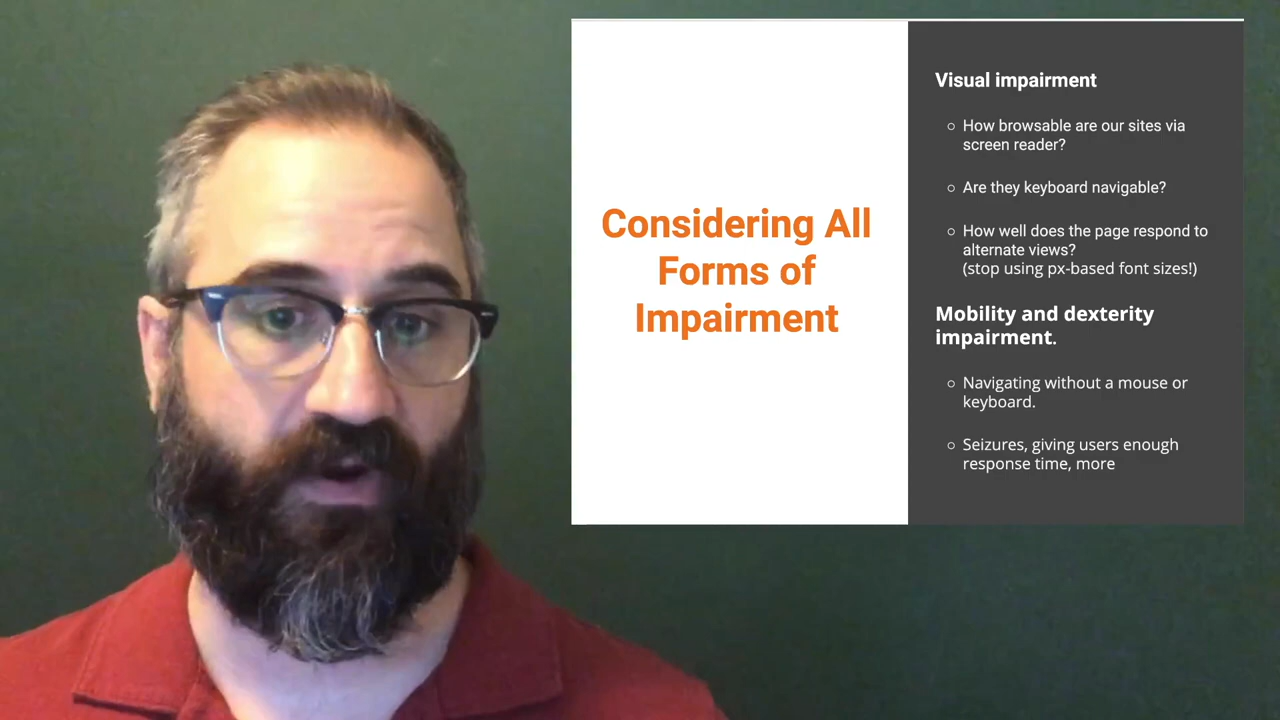 Considering All
Forms of
Impairment
Visual impairment
How browsable are our sites via
screen reader?
Are they keyboard navigable?
How well does the page respond to
alternate views?
(stop using px-based font sizes!)
Mobility and dexterity
impairment.
Navigating without a mouse or
keyboard.
Seizures, giving users enough
response time, more